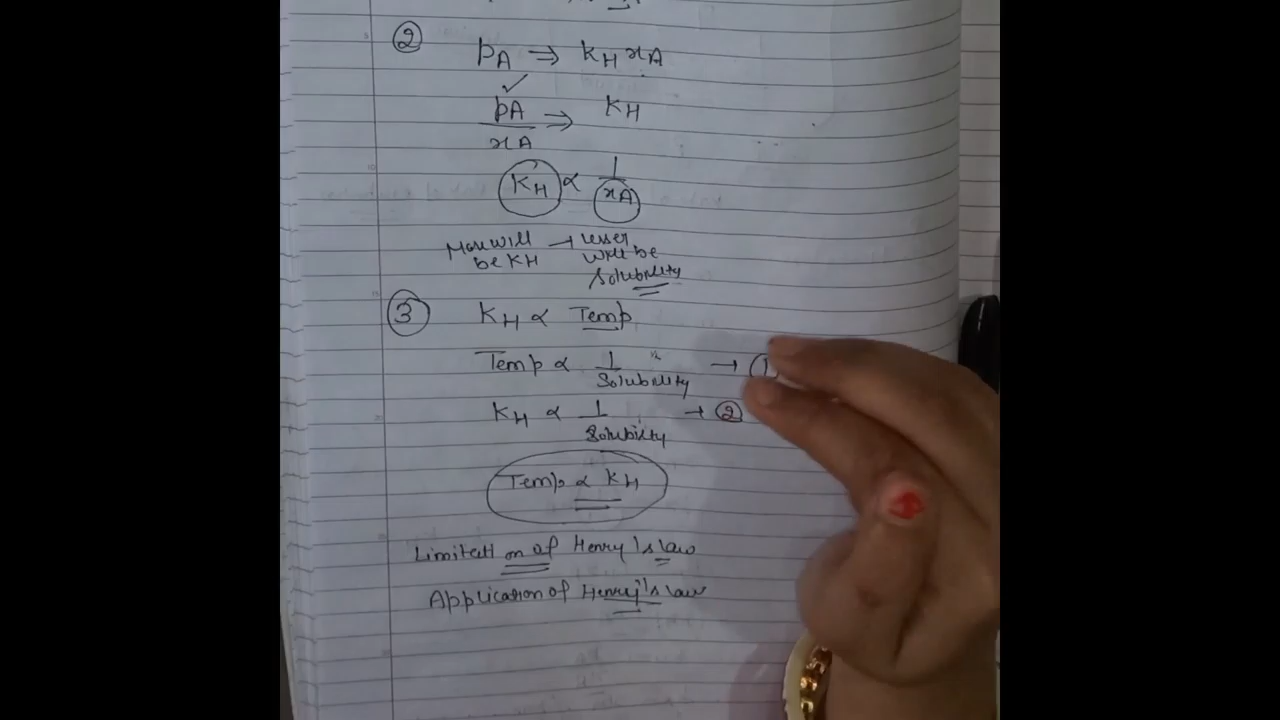 ②
pA ⇒ KH xA
✓
pA/xA ⇒ KH
KH ∝ 1/xA
More will be KH → lesser will be Solubility
③ KH ∝ Temp
Temp ∝ 1/Solubility → ①
KH ∝ 1/Solubility → ②
Temp ∝ KH
Limitation of Henry's law
Application of Henry's law